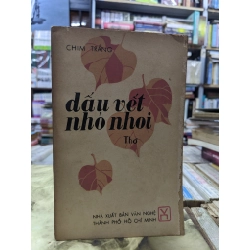 CHIM TRẮNG
dấu vết
nhỏ nhoi
Thơ
NHÀ XUẤT BẢN VĂN NGHỆ
THÀNH PHỐ HỒ CHÍ MINH